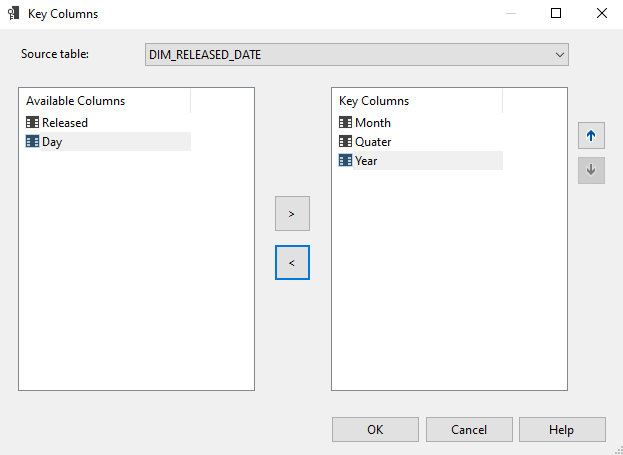 Key Columns
Source table: DIM_RELEASED_DATE
Available Columns
Released
Day
>
<
Key Columns
Month
Quater
Year
OK Cancel Help